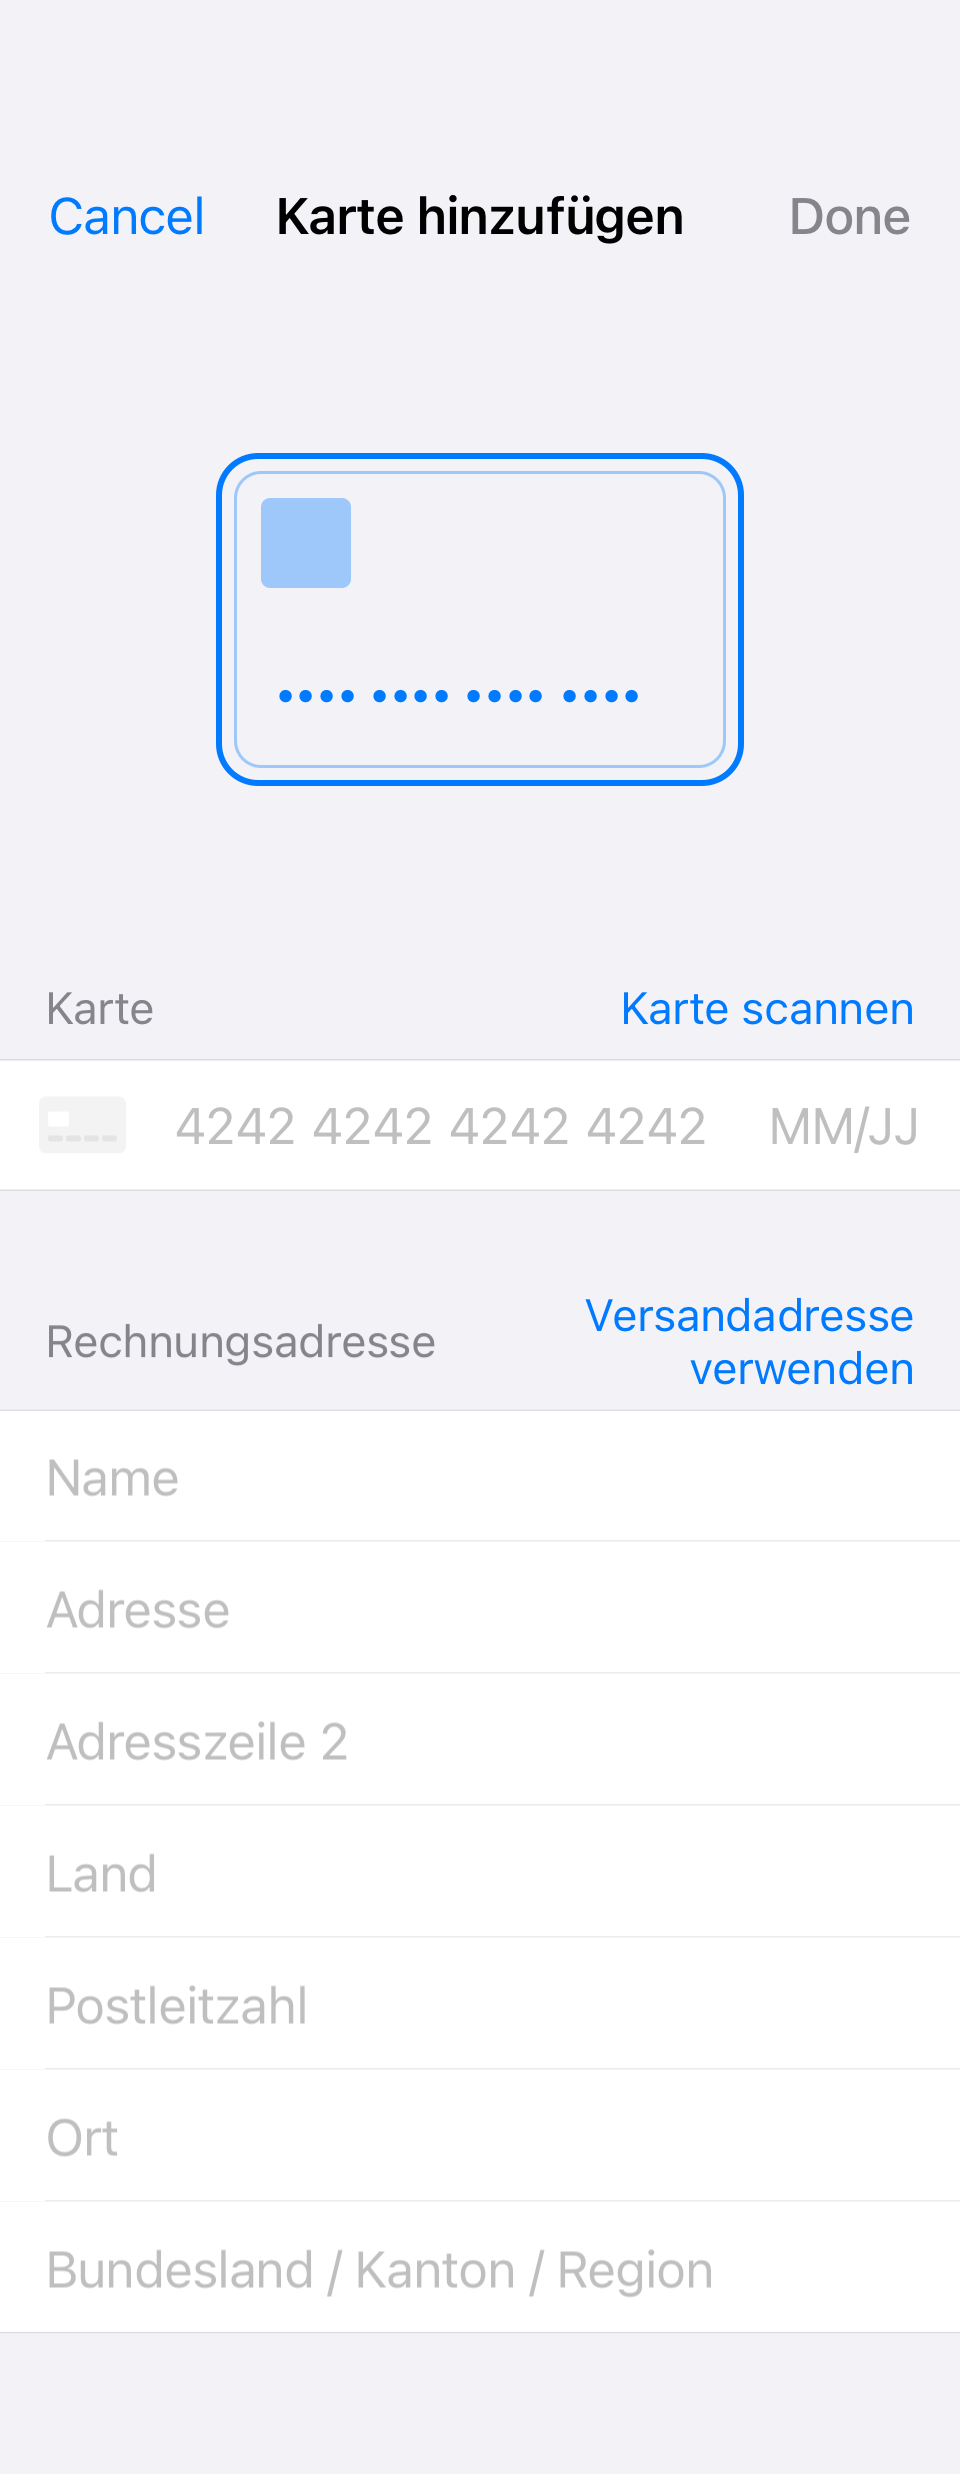 Cancel Karte hinzufügen Done
•••• •••• •••• ••••
Karte Karte scannen
4242 4242 4242 4242 MM/JJ
Rechnungsadresse Versandadresse
verwenden
Name
Adresse
Adresszeile 2
Land
Postleitzahl
Ort
Bundesland / Kanton / Region